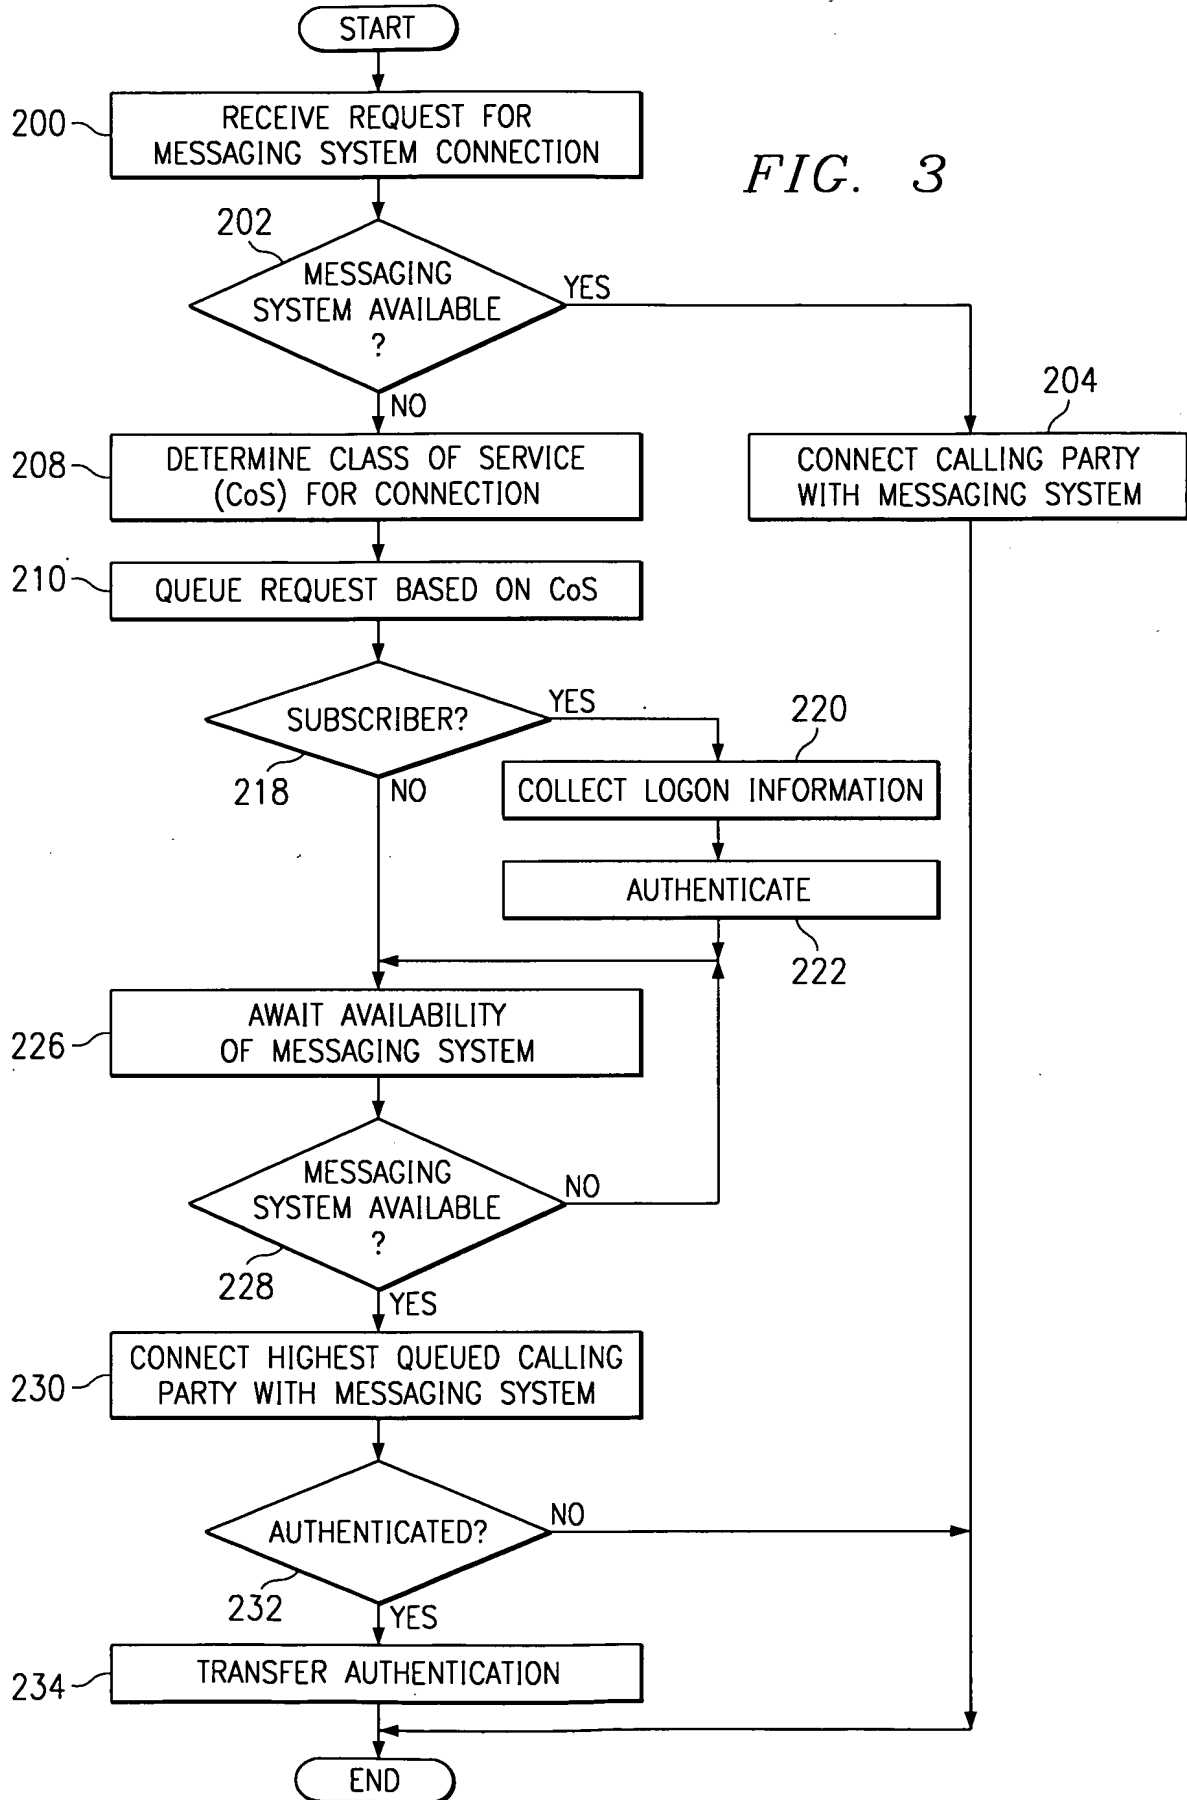 START
200
RECEIVE REQUEST FOR
MESSAGING SYSTEM CONNECTION
FIG. 3
202
MESSAGING
SYSTEM AVAILABLE
?
YES
NO
204
CONNECT CALLING PARTY
WITH MESSAGING SYSTEM
208
DETERMINE CLASS OF SERVICE
(CoS) FOR CONNECTION
210
QUEUE REQUEST BASED ON CoS
SUBSCRIBER?
YES
218
NO
220
COLLECT LOGON INFORMATION
AUTHENTICATE
222
226
AWAIT AVAILABILITY
OF MESSAGING SYSTEM
MESSAGING
SYSTEM AVAILABLE
?
NO
228
YES
230
CONNECT HIGHEST QUEUED CALLING
PARTY WITH MESSAGING SYSTEM
AUTHENTICATED?
NO
232
YES
234
TRANSFER AUTHENTICATION
END